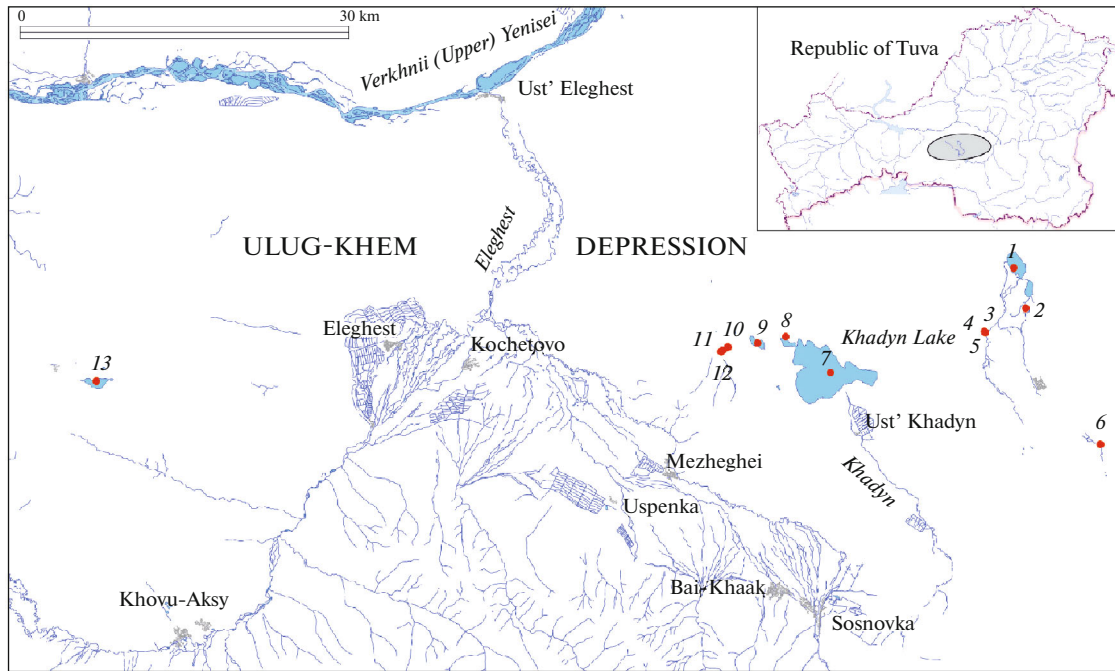 0
30 km
Verkhnii (Upper) Yenisei
Ust’ Eleghest
Republic of Tuva
Eleghest
ULUG-KHEM
DEPRESSION
1
2
3
4
5
Khadyn Lake
8
9
10
11
12
7
Eleghest
Kochetovo
13
Ust’ Khadyn
6
Mezheghei
Khadyn
Uspenka
Bai-Khaak
Khovu-Aksy
Sosnovka